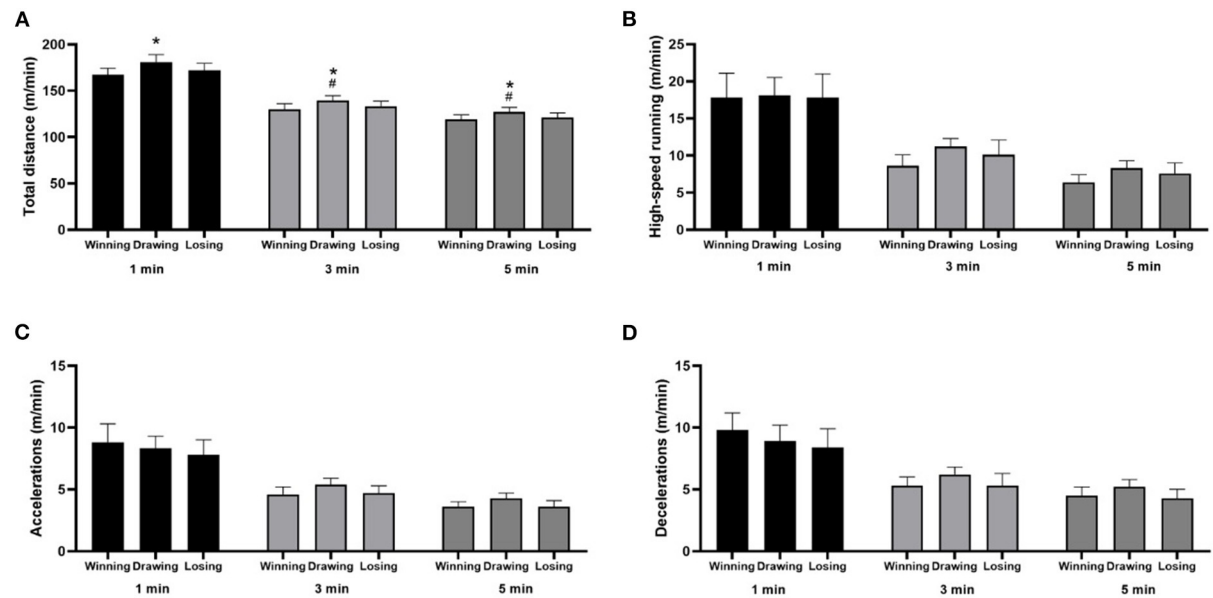 A
Total distance (m/min)
200
150
100
50
0
*
*
#
*
#
Winning Drawing Losing
Winning Drawing Losing
Winning Drawing Losing
1 min
3 min
5 min
B
High-speed running (m/min)
25
20
15
10
5
0
Winning Drawing Losing
Winning Drawing Losing
Winning Drawing Losing
1 min
3 min
5 min
C
Accelerations (m/min)
15
10
5
0
Winning Drawing Losing
Winning Drawing Losing
Winning Drawing Losing
1 min
3 min
5 min
D
Decelerations (m/min)
15
10
5
0
Winning Drawing Losing
Winning Drawing Losing
Winning Drawing Losing
1 min
3 min
5 min